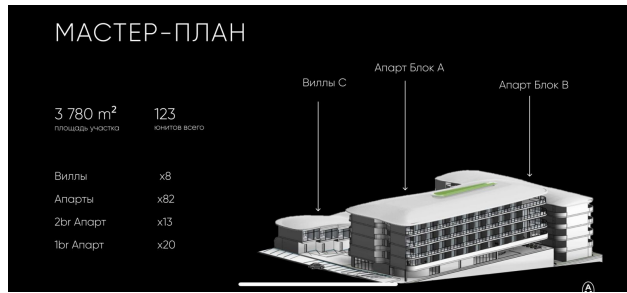 МАСТЕР-ПЛАН
Апарт Блок А
Виллы С
Апарт Блок В
3 780 m²
123
площадь участка
юнитов всего
Виллы x8
Апарты x82
2br Апарт x13
1br Апарт x20
A